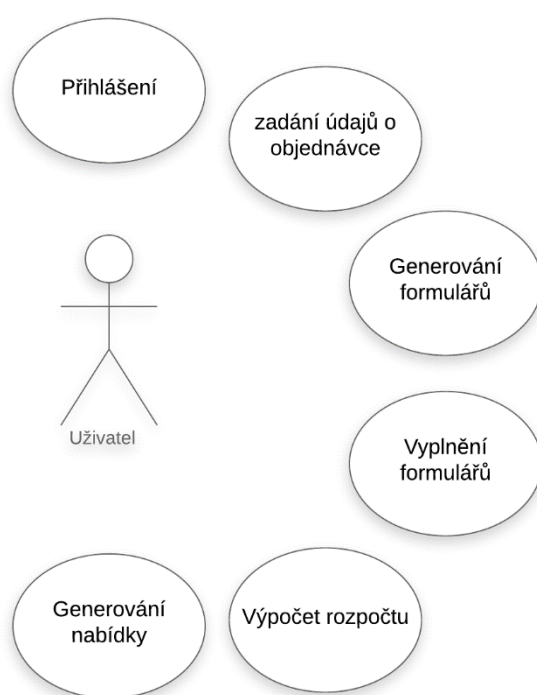 Přihlášení
zadání údajů o
objednávce
Generování
formulářů
Uživatel
Vyplnění
formulářů
Generování
nabídky
Výpočet rozpočtu